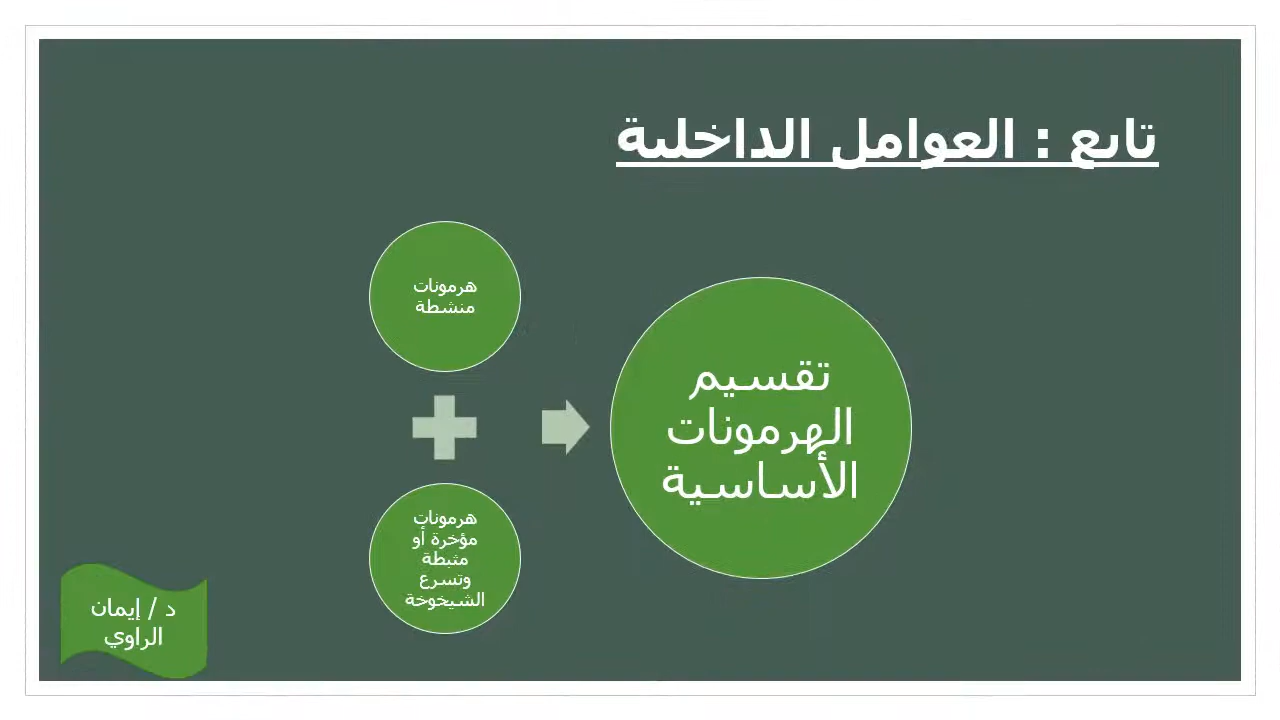 تابع : العوامل الداخلية
هرمونات
منشطة
تقسيم
الهرمونات
الأساسية
هرمونات
مؤخرة أو
مثبطة
وتسرع
الشيخوخة
د / إيمان
الراوي